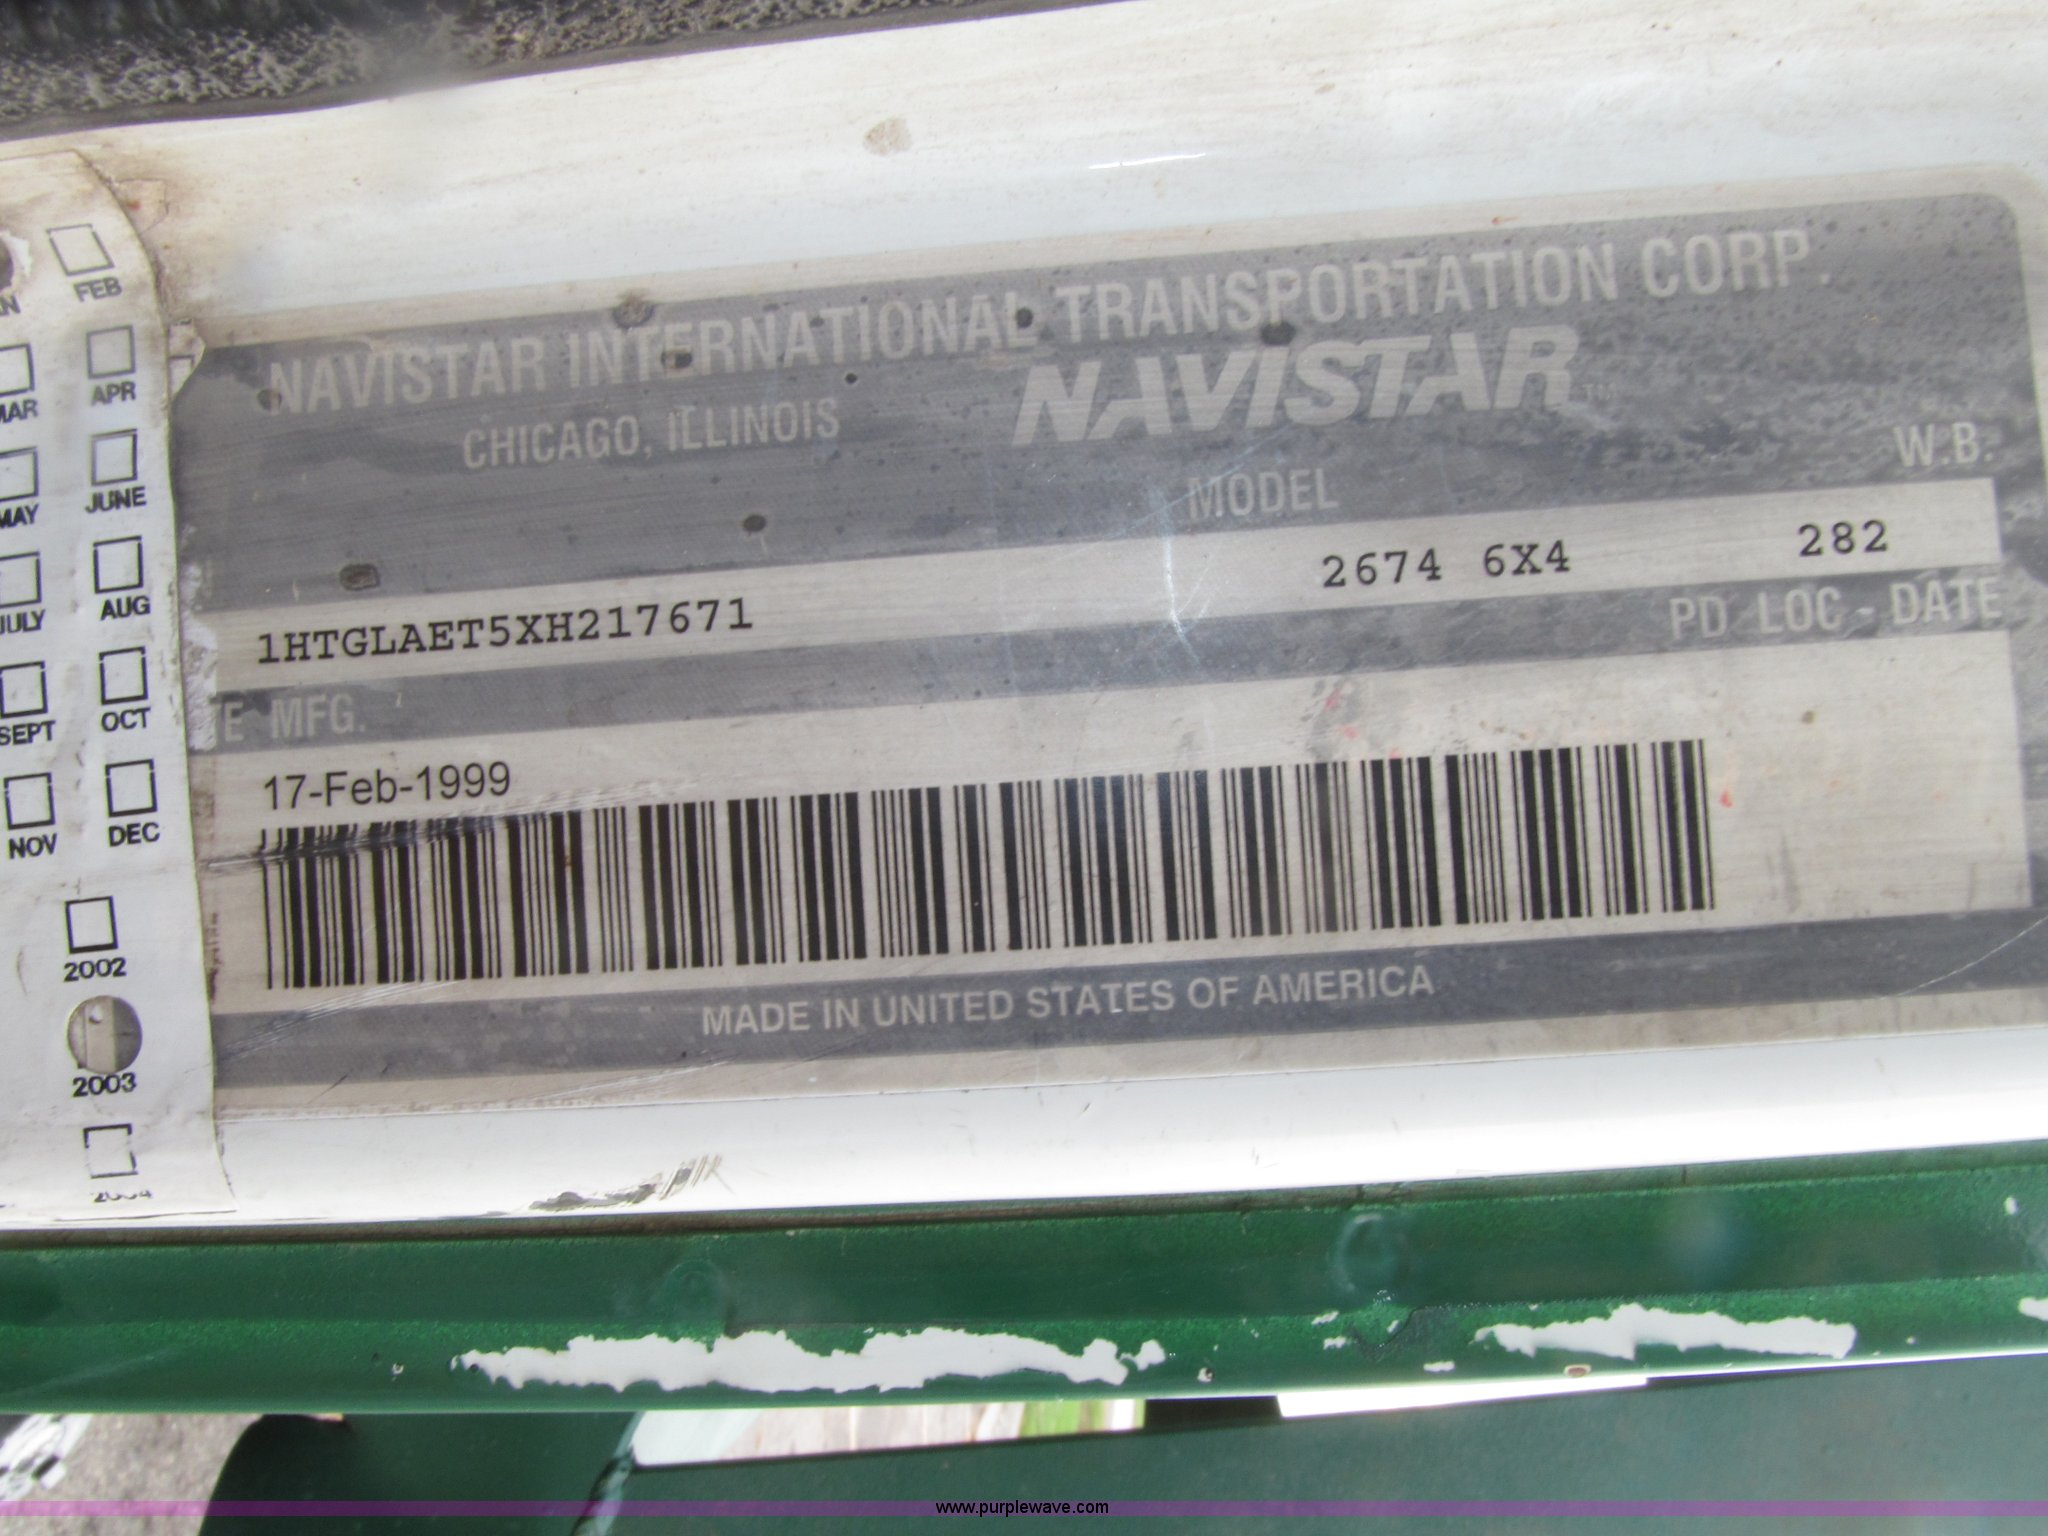 NAVISTAR INTERNATIONAL TRANSPORTATION CORP.
CHICAGO, ILLINOIS
NAVISTAR™
MODEL
W.B.
1HTGLAET5XH217671
2674 6X4
282
PD LOC - DATE
E MFG.
17-Feb-1999
MADE IN UNITED STATES OF AMERICA
FEB
MAR
APR
MAY
JUNE
JULY
AUG
SEPT
OCT
NOV
DEC
2002
2003
2004
www.purplewave.com